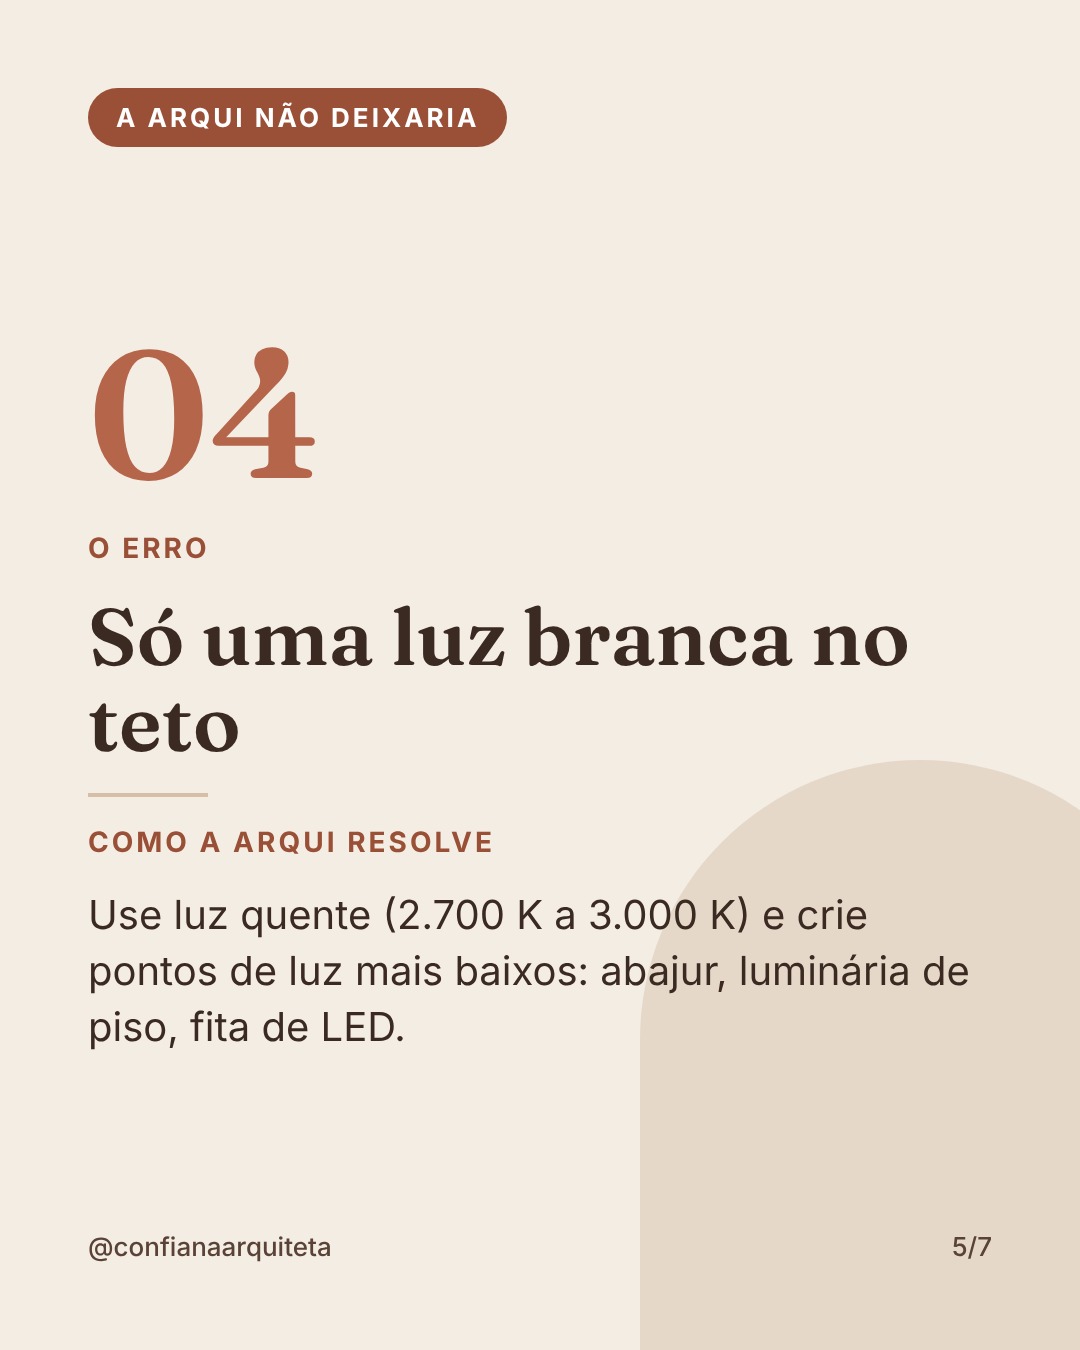 A ARQUI NÃO DEIXARIA
04
O ERRO
Só uma luz branca no
teto
COMO A ARQUI RESOLVE
Use luz quente (2.700 K a 3.000 K) e crie
pontos de luz mais baixos: abajur, luminária de
piso, fita de LED.
@confianaarquiteta
5/7